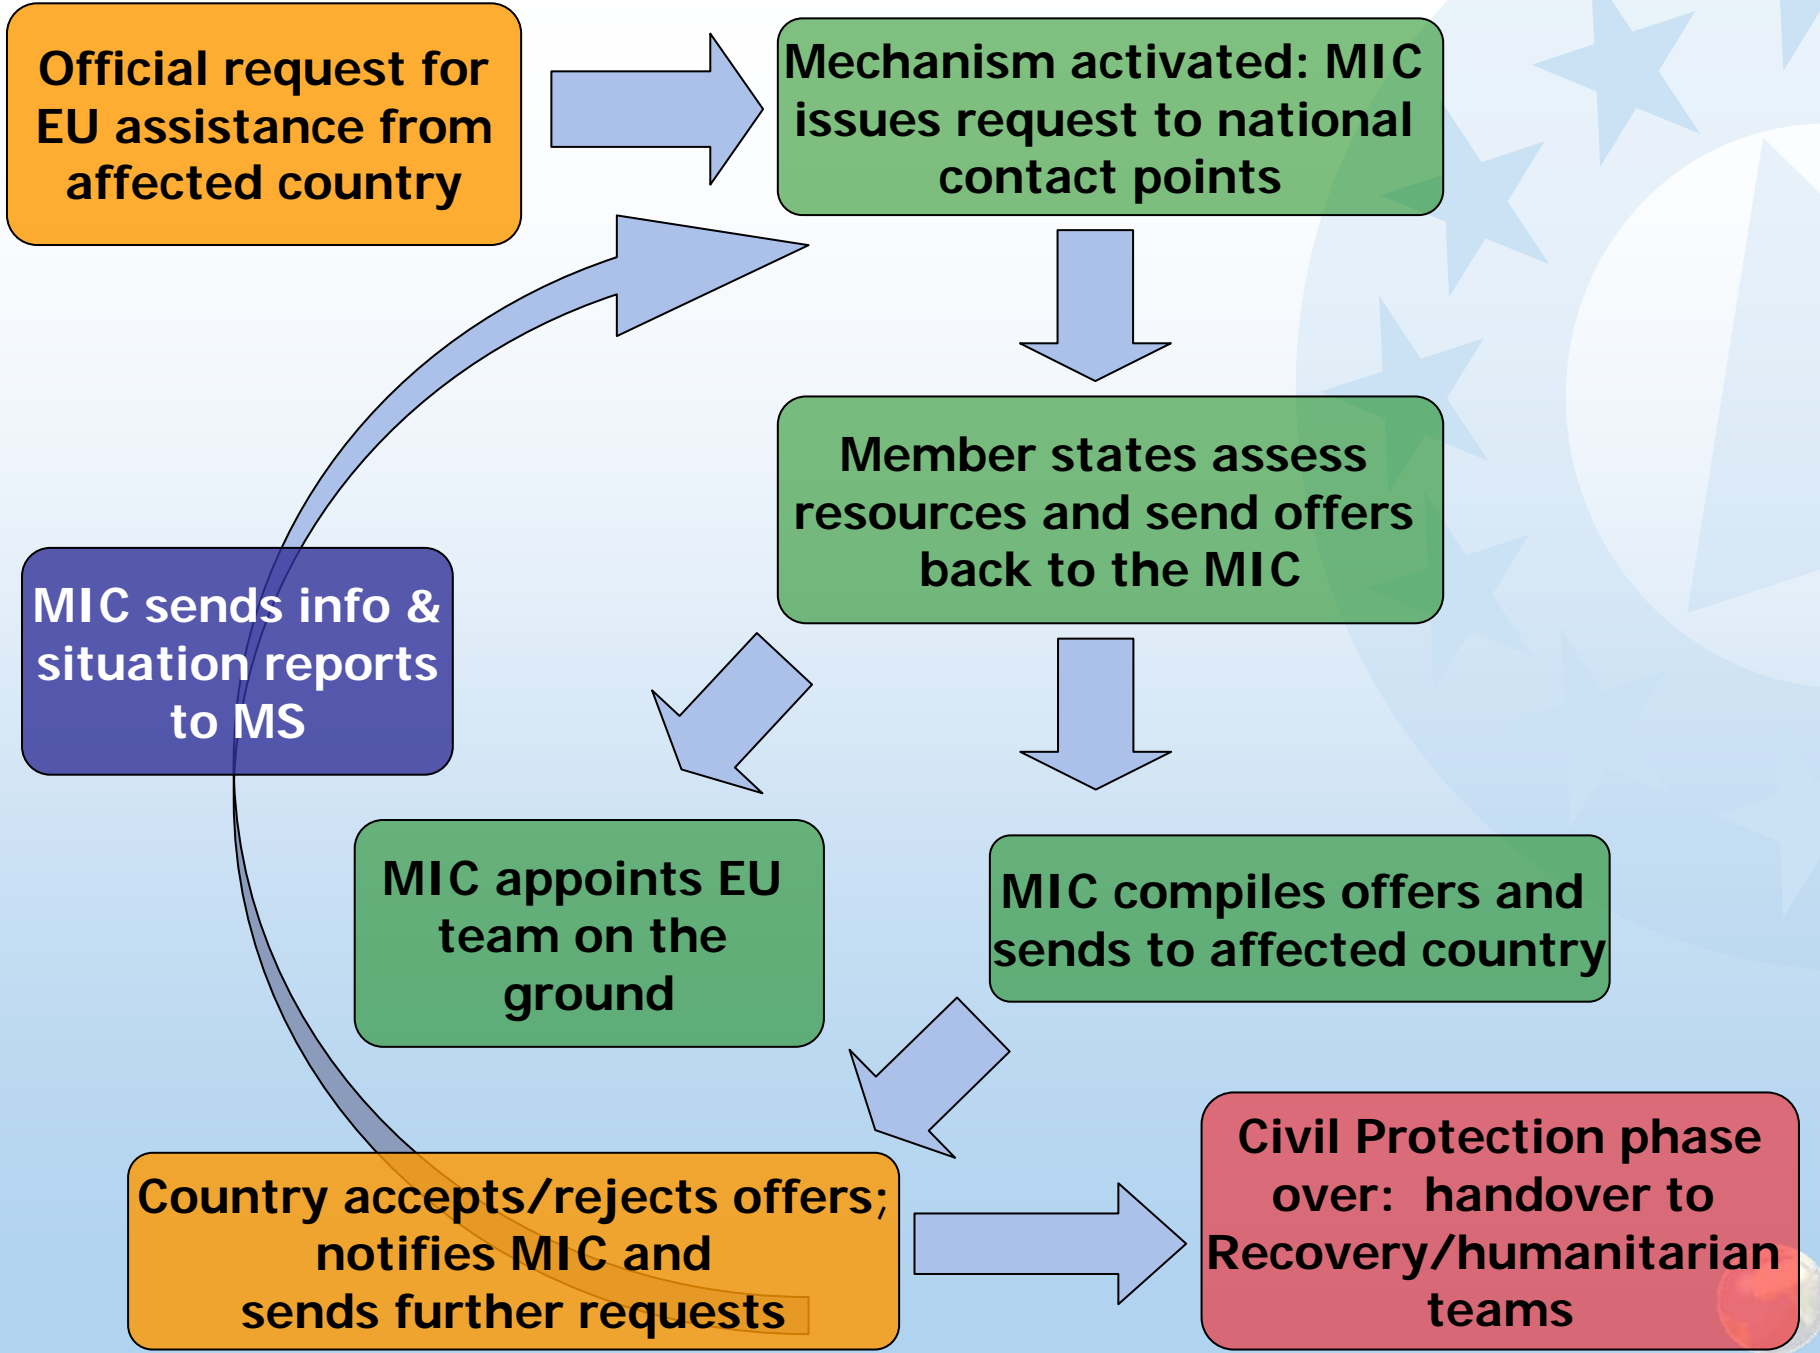 Official request for
EU assistance from
affected country
Mechanism activated: MIC
issues request to national
contact points
Member states assess
resources and send offers
back to the MIC
MIC sends info &
situation reports
to MS
MIC appoints EU
team on the
ground
MIC compiles offers and
sends to affected country
Country accepts/rejects offers;
notifies MIC and
sends further requests
Civil Protection phase
over: handover to
Recovery/humanitarian
teams